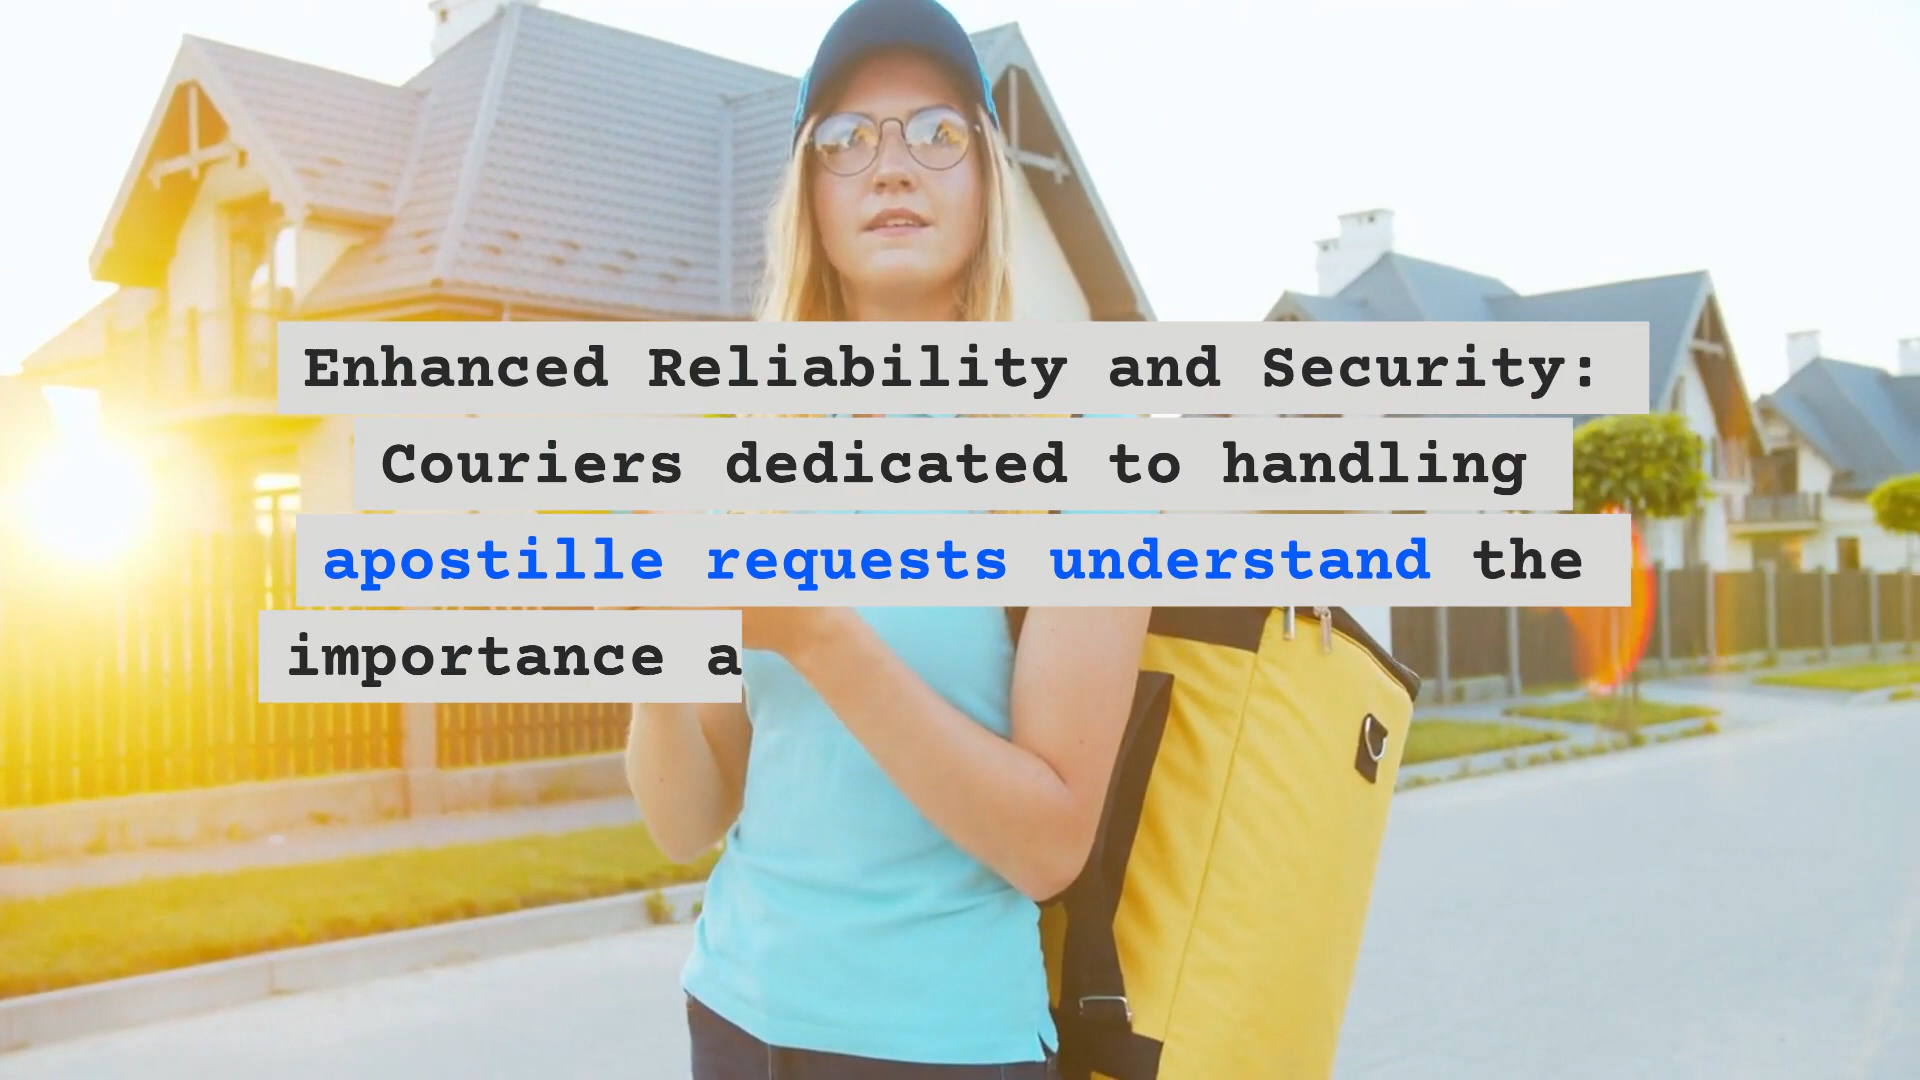 Enhanced Reliability and Security:
Couriers dedicated to handling
apostille requests understand the
importance a